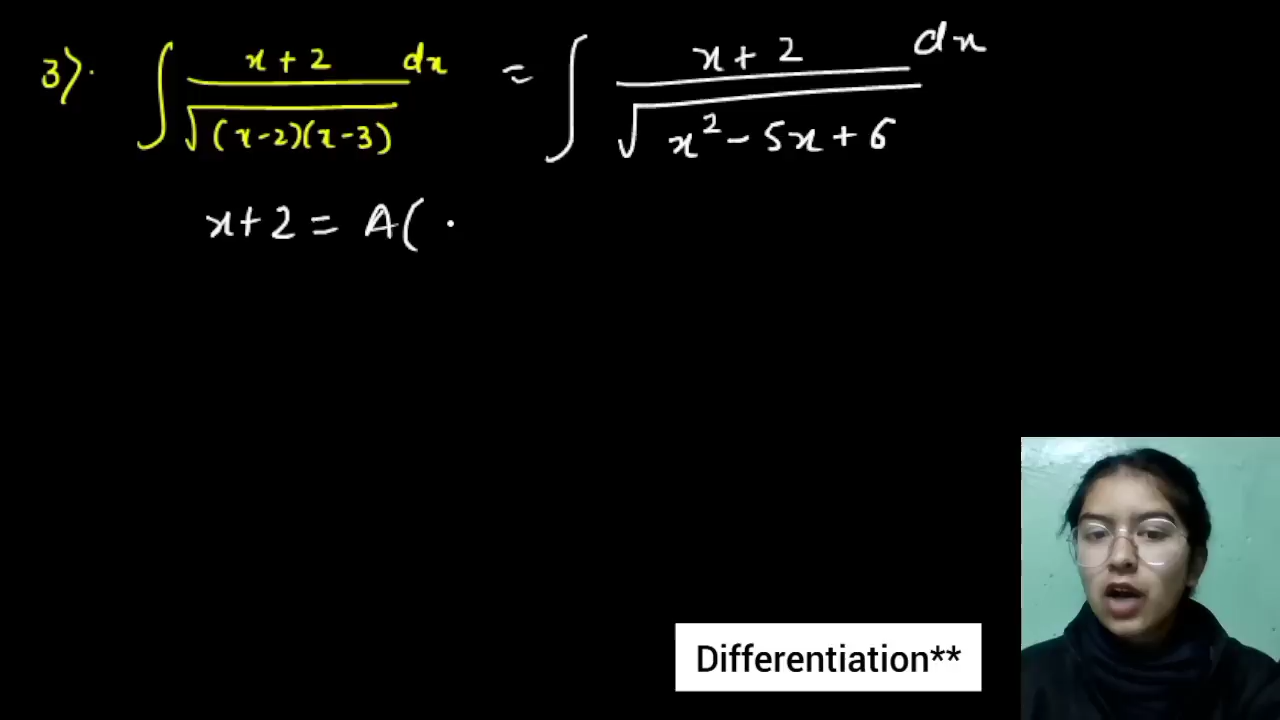 3). ∫ x + 2 / √(x-2)(x-3) dx = ∫ x + 2 / √x² - 5x + 6 dx
x+2 = A( .
Differentiation**